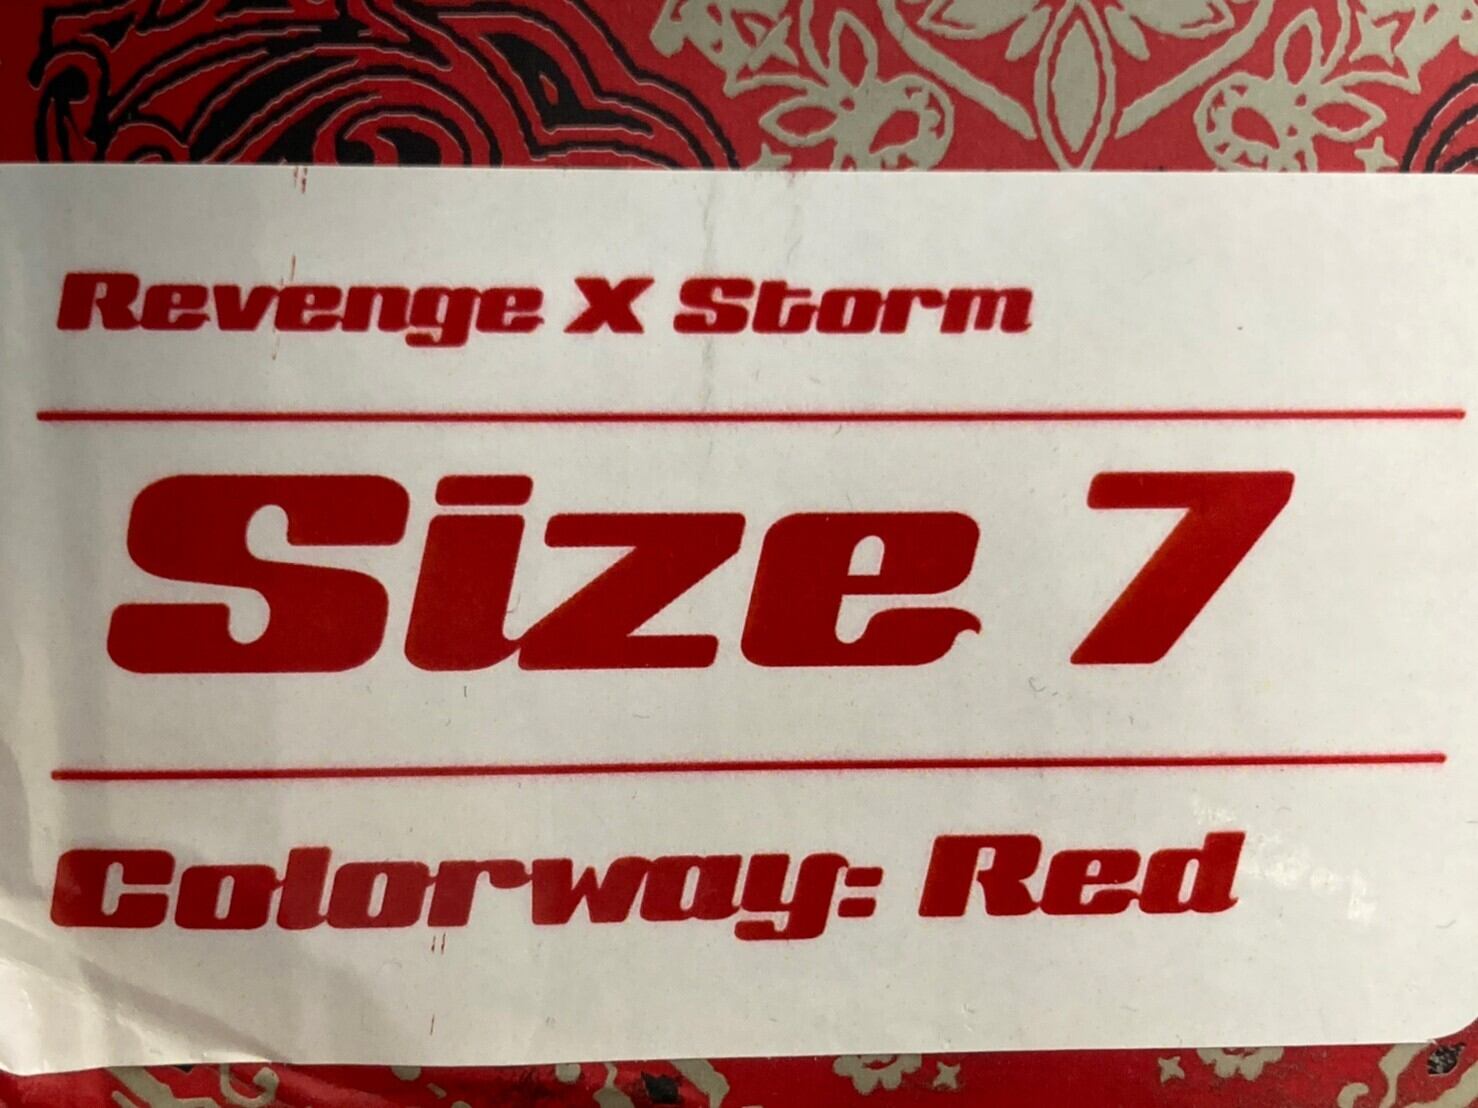 Revenge X Storm
Size 7
Colorway: Red